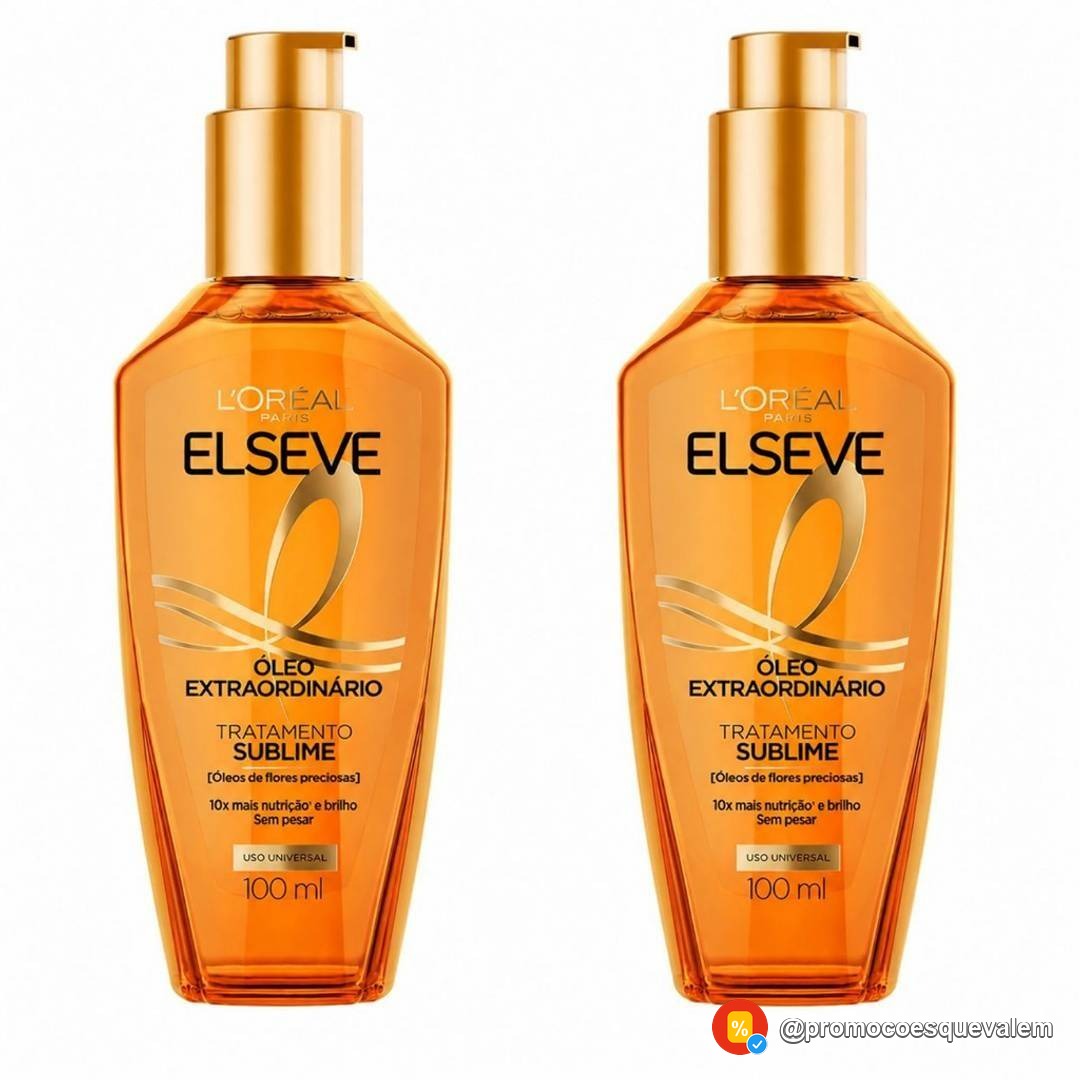 L'ORÉAL
PARIS
ELSEVE
ÓLEO
EXTRAORDINÁRIO
TRATAMENTO
SUBLIME
[Óleos de flores preciosas]
10x mais nutrição¹ e brilho
Sem pesar
USO UNIVERSAL
100 ml
L'ORÉAL
PARIS
ELSEVE
ÓLEO
EXTRAORDINÁRIO
TRATAMENTO
SUBLIME
[Óleos de flores preciosas]
10x mais nutrição¹ e brilho
Sem pesar
USO UNIVERSAL
100 ml
%
@promocoesquevalem